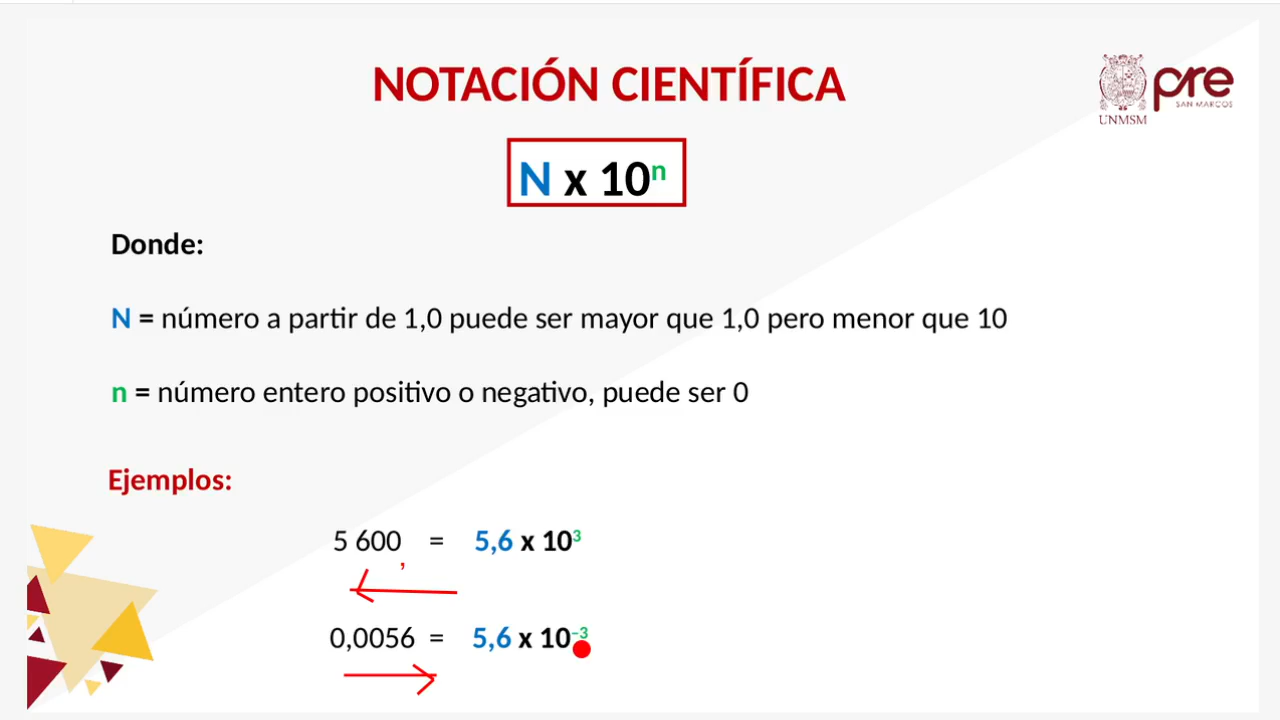 NOTACIÓN CIENTÍFICA
UNMSM
pre
SAN MARCOS
N x 10ⁿ
Donde:
N = número a partir de 1,0 puede ser mayor que 1,0 pero menor que 10
n = número entero positivo o negativo, puede ser 0
Ejemplos:
5 600 = 5,6 x 10³
,
0,0056 = 5,6 x 10⁻³